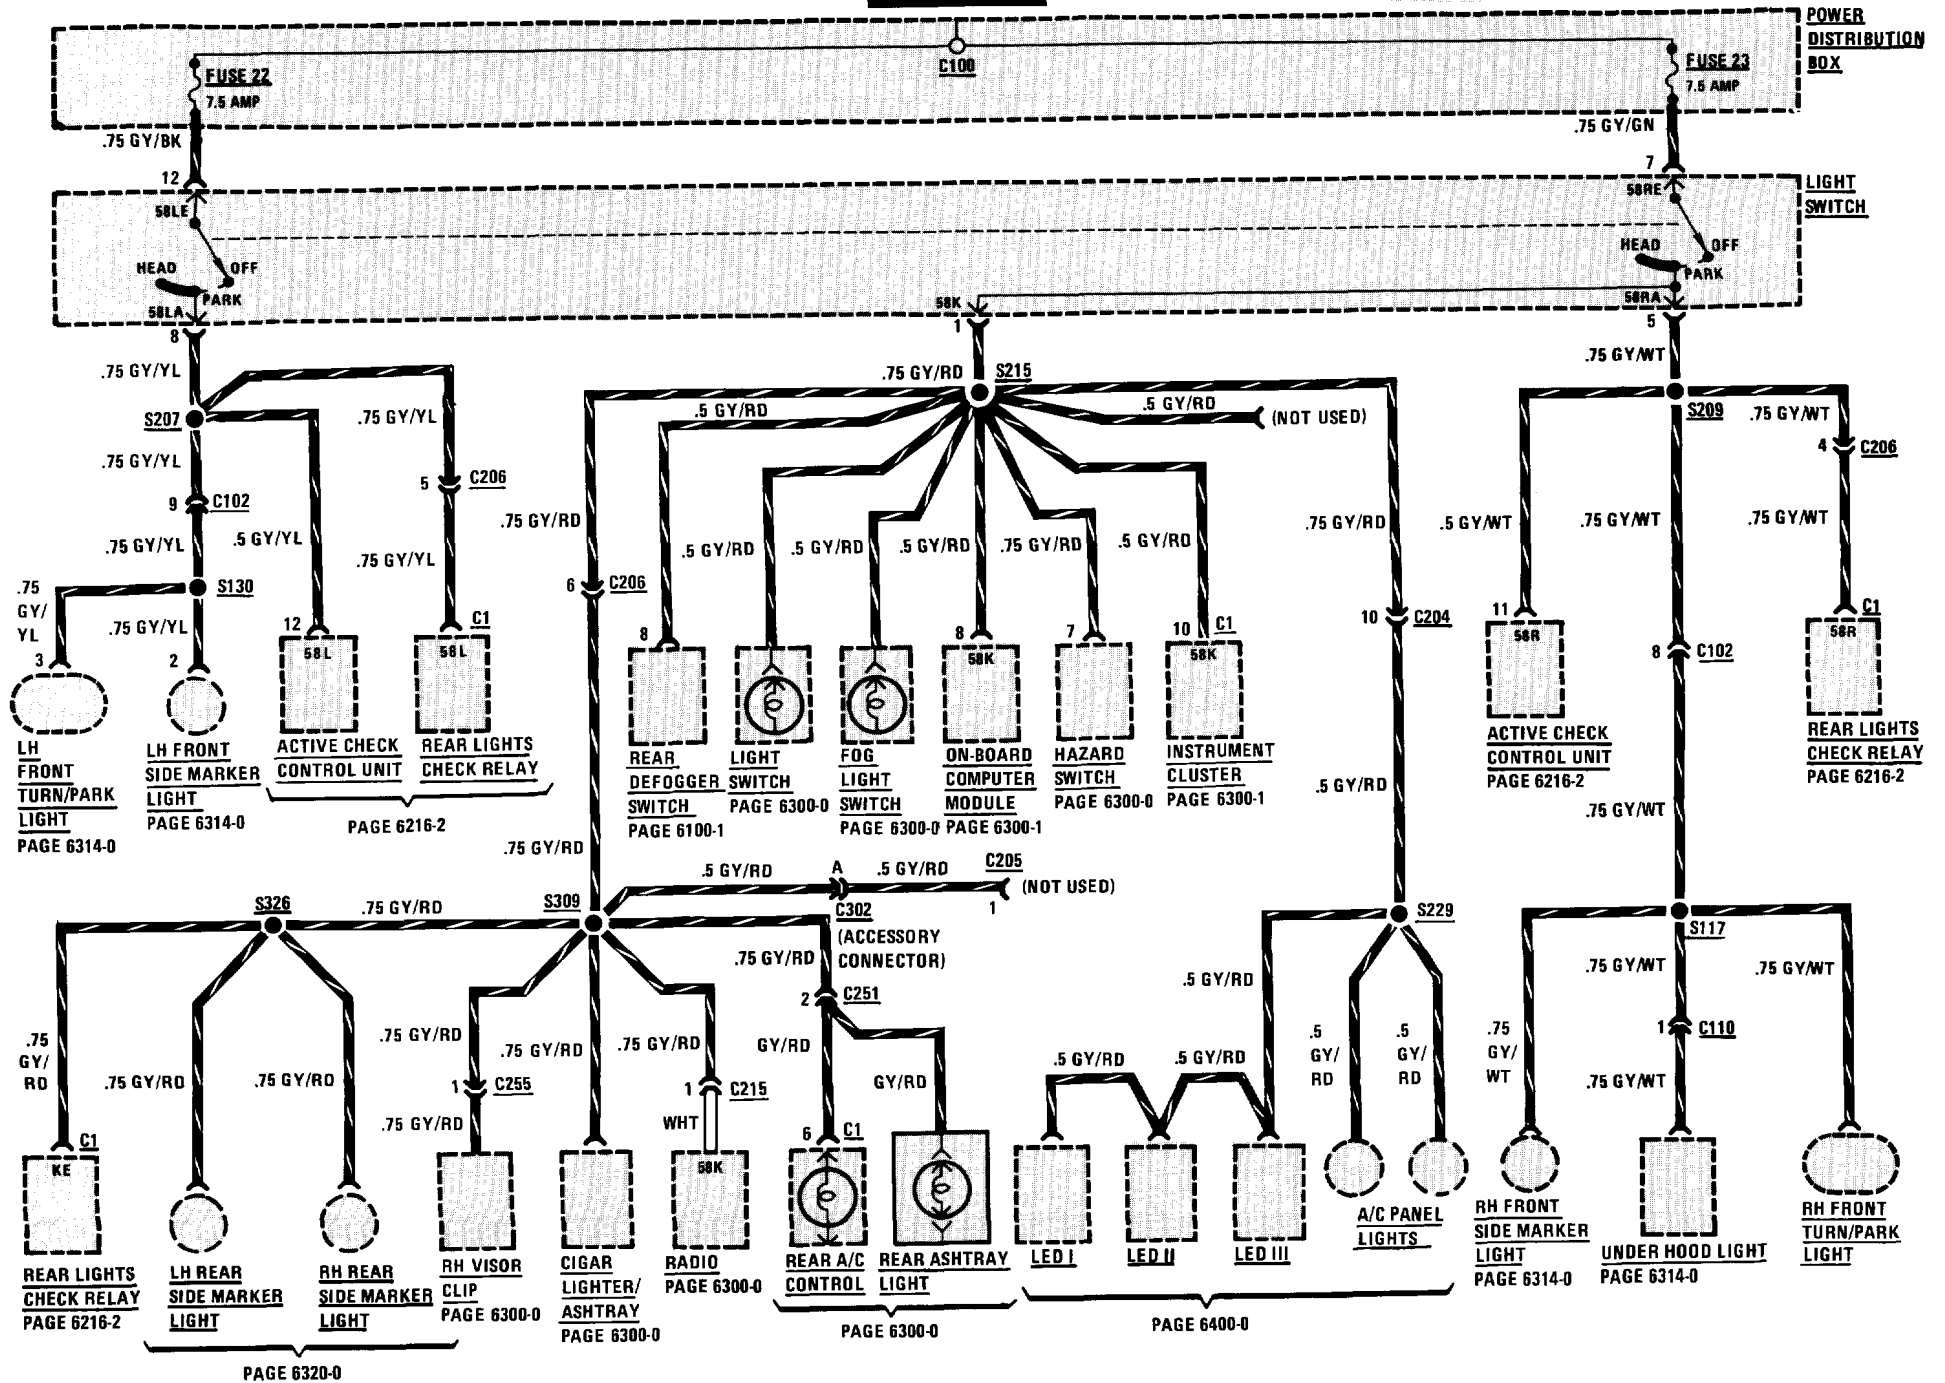 POWER
DISTRIBUTION
BOX
C100
FUSE 22
7.5 AMP
FUSE 23
7.5 AMP
.75 GY/BK
.75 GY/GN
12
7
LIGHT
SWITCH
58LE
58RE
HEAD
OFF
PARK
58LA
HEAD
OFF
PARK
58RA
58K
8
1
5
.75 GY/YL
.75 GY/RD
S215
.75 GY/WT
S207
.75 GY/YL
.5 GY/RD
.5 GY/RD
(NOT USED)
S209
.75 GY/WT
.75 GY/YL
5
C206
4
C206
9
C102
.75 GY/YL
.5 GY/YL
.75 GY/YL
.75 GY/RD
.5 GY/RD
.5 GY/RD
.5 GY/RD
.75 GY/RD
.5 GY/RD
.75 GY/RD
.5 GY/WT
.75 GY/WT
.75 GY/WT
.75
GY/
YL
S130
.75 GY/YL
6
C206
10
C204
3
2
12
C1
58L
58L
8
8
7
10
C1
58K
58K
11
58R
8
C102
C1
58R
LH
FRONT
TURN/PARK
LIGHT
PAGE 6314-0
LH FRONT
SIDE MARKER
LIGHT
PAGE 6314-0
ACTIVE CHECK
CONTROL UNIT
REAR LIGHTS
CHECK RELAY
PAGE 6216-2
REAR
DEFOGGER
SWITCH
PAGE 6100-1
LIGHT
SWITCH
PAGE 6300-0
FOG
LIGHT
SWITCH
PAGE 6300-0
ON-BOARD
COMPUTER
MODULE
PAGE 6300-1
HAZARD
SWITCH
PAGE 6300-0
INSTRUMENT
CLUSTER
PAGE 6300-1
.5 GY/RD
ACTIVE CHECK
CONTROL UNIT
PAGE 6216-2
.75 GY/WT
REAR LIGHTS
CHECK RELAY
PAGE 6216-2
.75 GY/RD
.5 GY/RD
A
.5 GY/RD
C205
(NOT USED)
1
C302
(ACCESSORY
CONNECTOR)
S326
.75 GY/RD
S309
S229
S117
.75 GY/RD
.5 GY/RD
.75 GY/WT
.75 GY/WT
2
C251
.75
GY/
RD
.75 GY/RD
.75 GY/RD
.75 GY/RD
.75 GY/RD
.75 GY/RD
GY/RD
GY/RD
.5 GY/RD
.5 GY/RD
.5
GY/
RD
.5
GY/
RD
.75
GY/
WT
1
C110
.75 GY/WT
1
C255
.75 GY/RD
1
C215
WHT
C1
KE
58K
6
C1
REAR LIGHTS
CHECK RELAY
PAGE 6216-2
LH REAR
SIDE MARKER
LIGHT
RH REAR
SIDE MARKER
LIGHT
PAGE 6320-0
RH VISOR
CLIP
PAGE 6300-0
CIGAR
LIGHTER/
ASHTRAY
PAGE 6300-0
RADIO
PAGE 6300-0
REAR A/C
CONTROL
REAR ASHTRAY
LIGHT
PAGE 6300-0
LED I
LED II
LED III
A/C PANEL
LIGHTS
PAGE 6400-0
RH FRONT
SIDE MARKER
LIGHT
PAGE 6314-0
UNDER HOOD LIGHT
PAGE 6314-0
RH FRONT
TURN/PARK
LIGHT